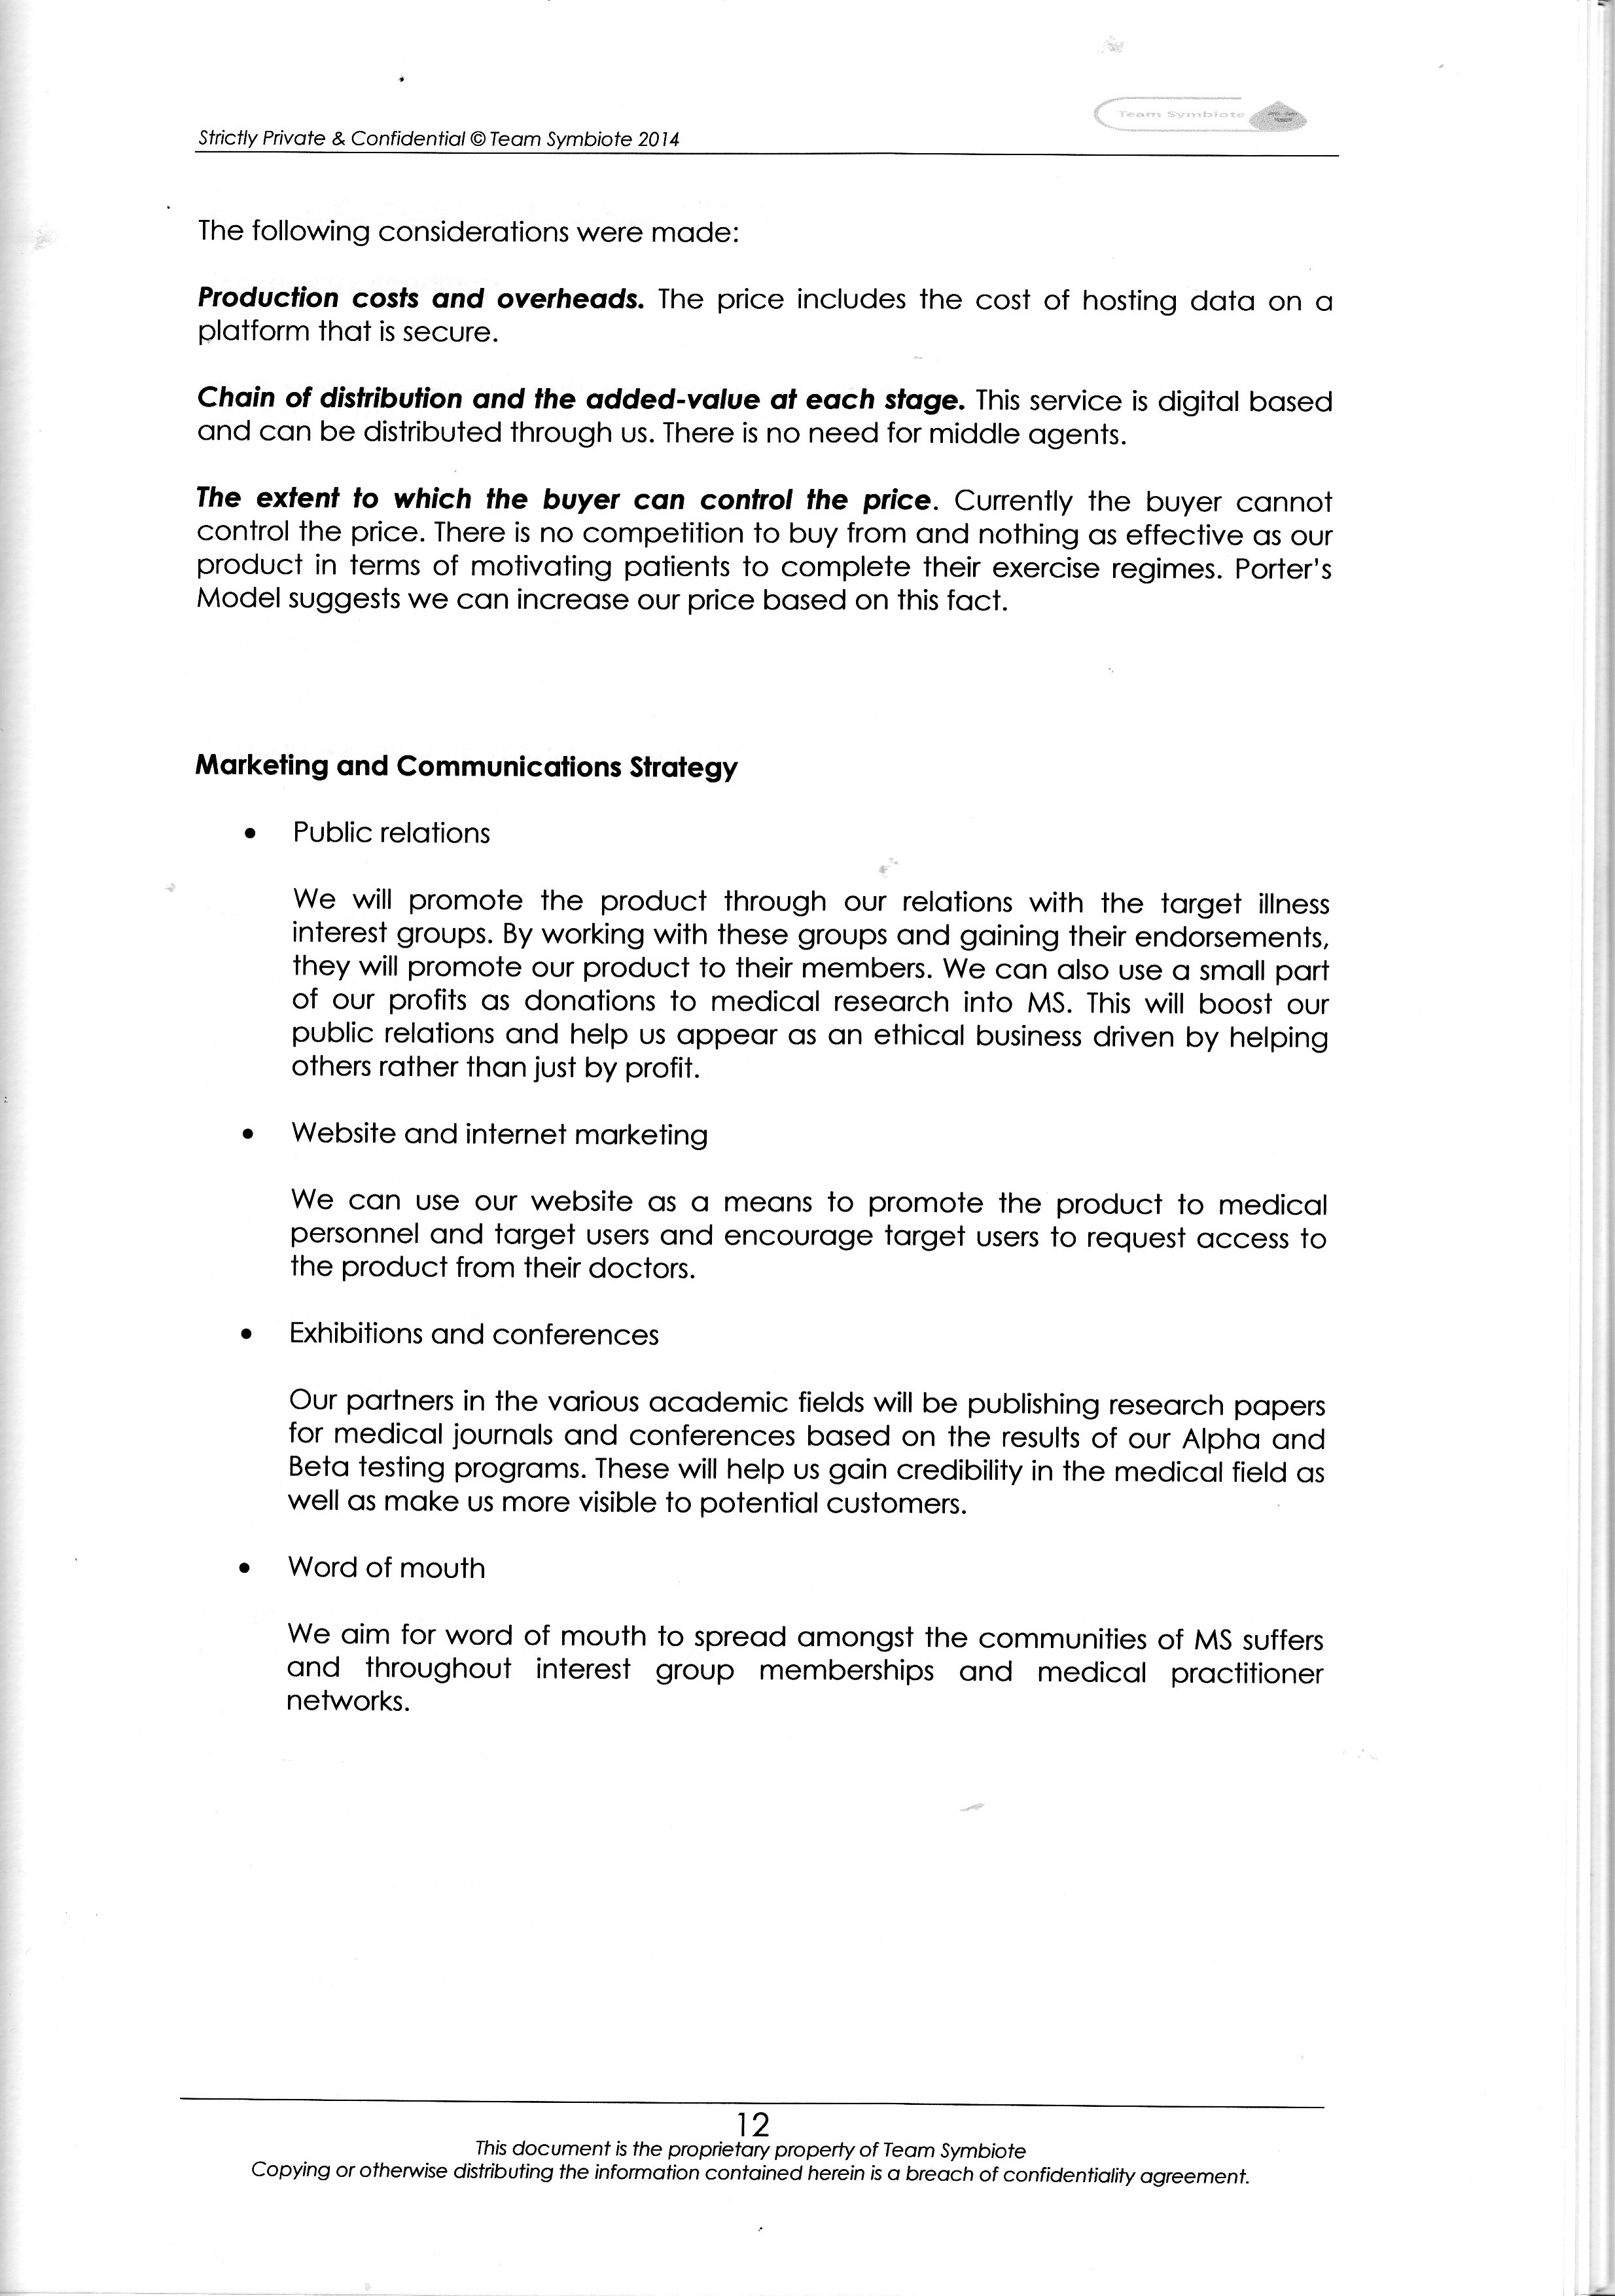 Team Symbiote
Strictly Private & Confidential © Team Symbiote 2014
The following considerations were made:
Production costs and overheads. The price includes the cost of hosting data on a
platform that is secure.
Chain of distribution and the added-value at each stage. This service is digital based
and can be distributed through us. There is no need for middle agents.
The extent to which the buyer can control the price. Currently the buyer cannot
control the price. There is no competition to buy from and nothing as effective as our
product in terms of motivating patients to complete their exercise regimes. Porter's
Model suggests we can increase our price based on this fact.
Marketing and Communications Strategy
• Public relations
We will promote the product through our relations with the target illness
interest groups. By working with these groups and gaining their endorsements,
they will promote our product to their members. We can also use a small part
of our profits as donations to medical research into MS. This will boost our
public relations and help us appear as an ethical business driven by helping
others rather than just by profit.
• Website and internet marketing
We can use our website as a means to promote the product to medical
personnel and target users and encourage target users to request access to
the product from their doctors.
• Exhibitions and conferences
Our partners in the various academic fields will be publishing research papers
for medical journals and conferences based on the results of our Alpha and
Beta testing programs. These will help us gain credibility in the medical field as
well as make us more visible to potential customers.
• Word of mouth
We aim for word of mouth to spread amongst the communities of MS suffers
and throughout interest group memberships and medical practitioner
networks.
12
This document is the proprietary property of Team Symbiote
Copying or otherwise distributing the information contained herein is a breach of confidentiality agreement.